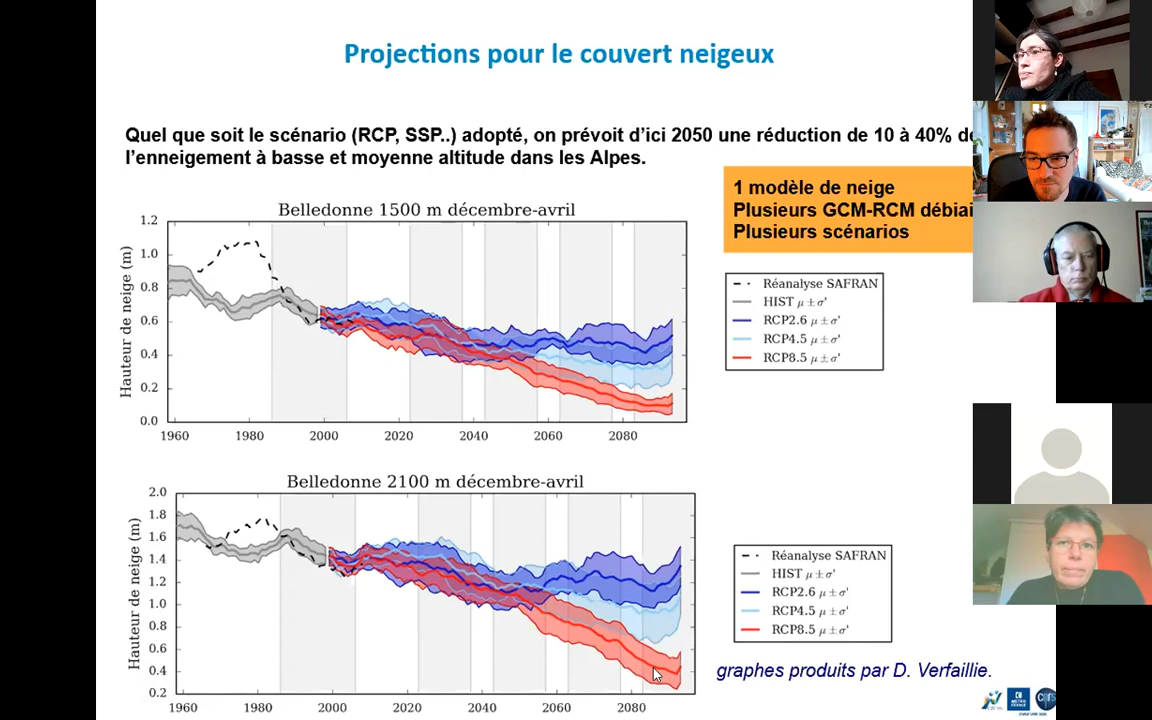 Projections pour le couvert neigeux
Quel que soit le scénario (RCP, SSP..) adopté, on prévoit d'ici 2050 une réduction de 10 à 40%
l'enneigement à basse et moyenne altitude dans les Alpes.
1 modèle de neige
Plusieurs GCM-RCM débiai
Plusieurs scénarios
Belledonne 1500 m décembre-avril
Hauteur de neige (m)
1.2
1.0
0.8
0.6
0.4
0.2
0.0
1960 1980 2000 2020 2040 2060 2080
Réanalyse SAFRAN
HIST μ ± σ'
RCP2.6 μ ± σ'
RCP4.5 μ ± σ'
RCP8.5 μ ± σ'
Belledonne 2100 m décembre-avril
Hauteur de neige (m)
2.0
1.8
1.6
1.4
1.2
1.0
0.8
0.6
0.4
0.2
1960 1980 2000 2020 2040 2060 2080
Réanalyse SAFRAN
HIST μ ± σ'
RCP2.6 μ ± σ'
RCP4.5 μ ± σ'
RCP8.5 μ ± σ'
graphes produits par D. Verfaillie.